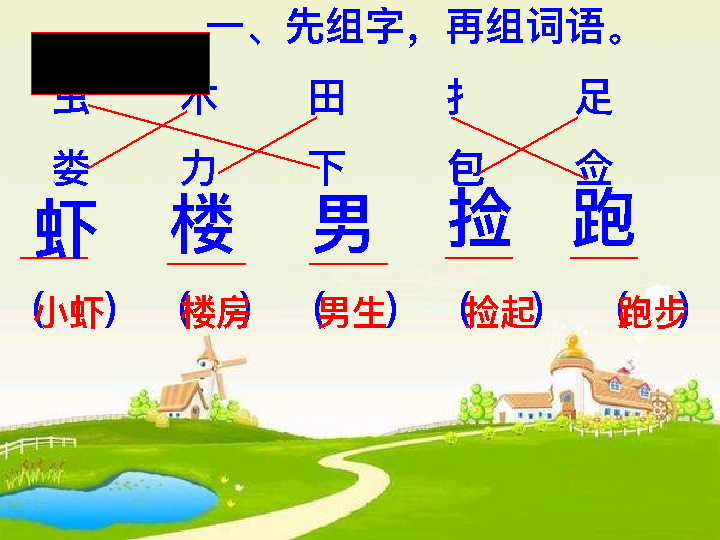 一、先组字，再组词语。
虫 木 田 扌 足
娄 力 下 包 佥
虾 楼 男 捡 跑
(小虾) (楼房) (男生) (捡起) (跑步)